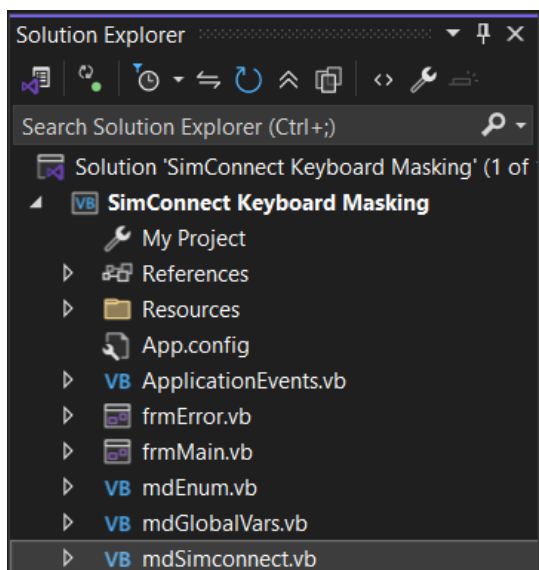 Solution Explorer
Search Solution Explorer (Ctrl+;)
Solution 'SimConnect Keyboard Masking' (1 of
VB SimConnect Keyboard Masking
My Project
References
Resources
App.config
VB ApplicationEvents.vb
frmError.vb
frmMain.vb
VB mdEnum.vb
VB mdGlobalVars.vb
VB mdSimconnect.vb